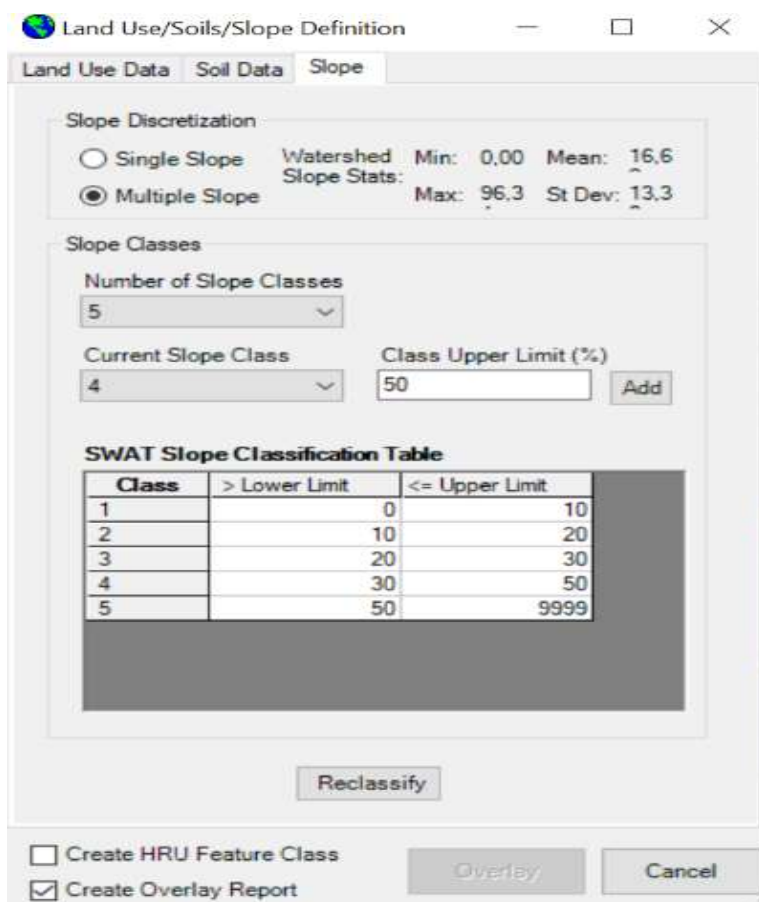 Land Use/Soils/Slope Definition
Land Use Data Soil Data Slope
Slope Discretization
Single Slope
Multiple Slope
Watershed
Slope Stats:
Min: 0,00 Mean: 16,6
Max: 96,3 St Dev: 13,3
Slope Classes
Number of Slope Classes
5
Current Slope Class Class Upper Limit (%)
4 50 Add
SWAT Slope Classification Table
Class > Lower Limit <= Upper Limit
1 0 10
2 10 20
3 20 30
4 30 50
5 50 9999
Reclassify
Create HRU Feature Class
Create Overlay Report
Overlay Cancel